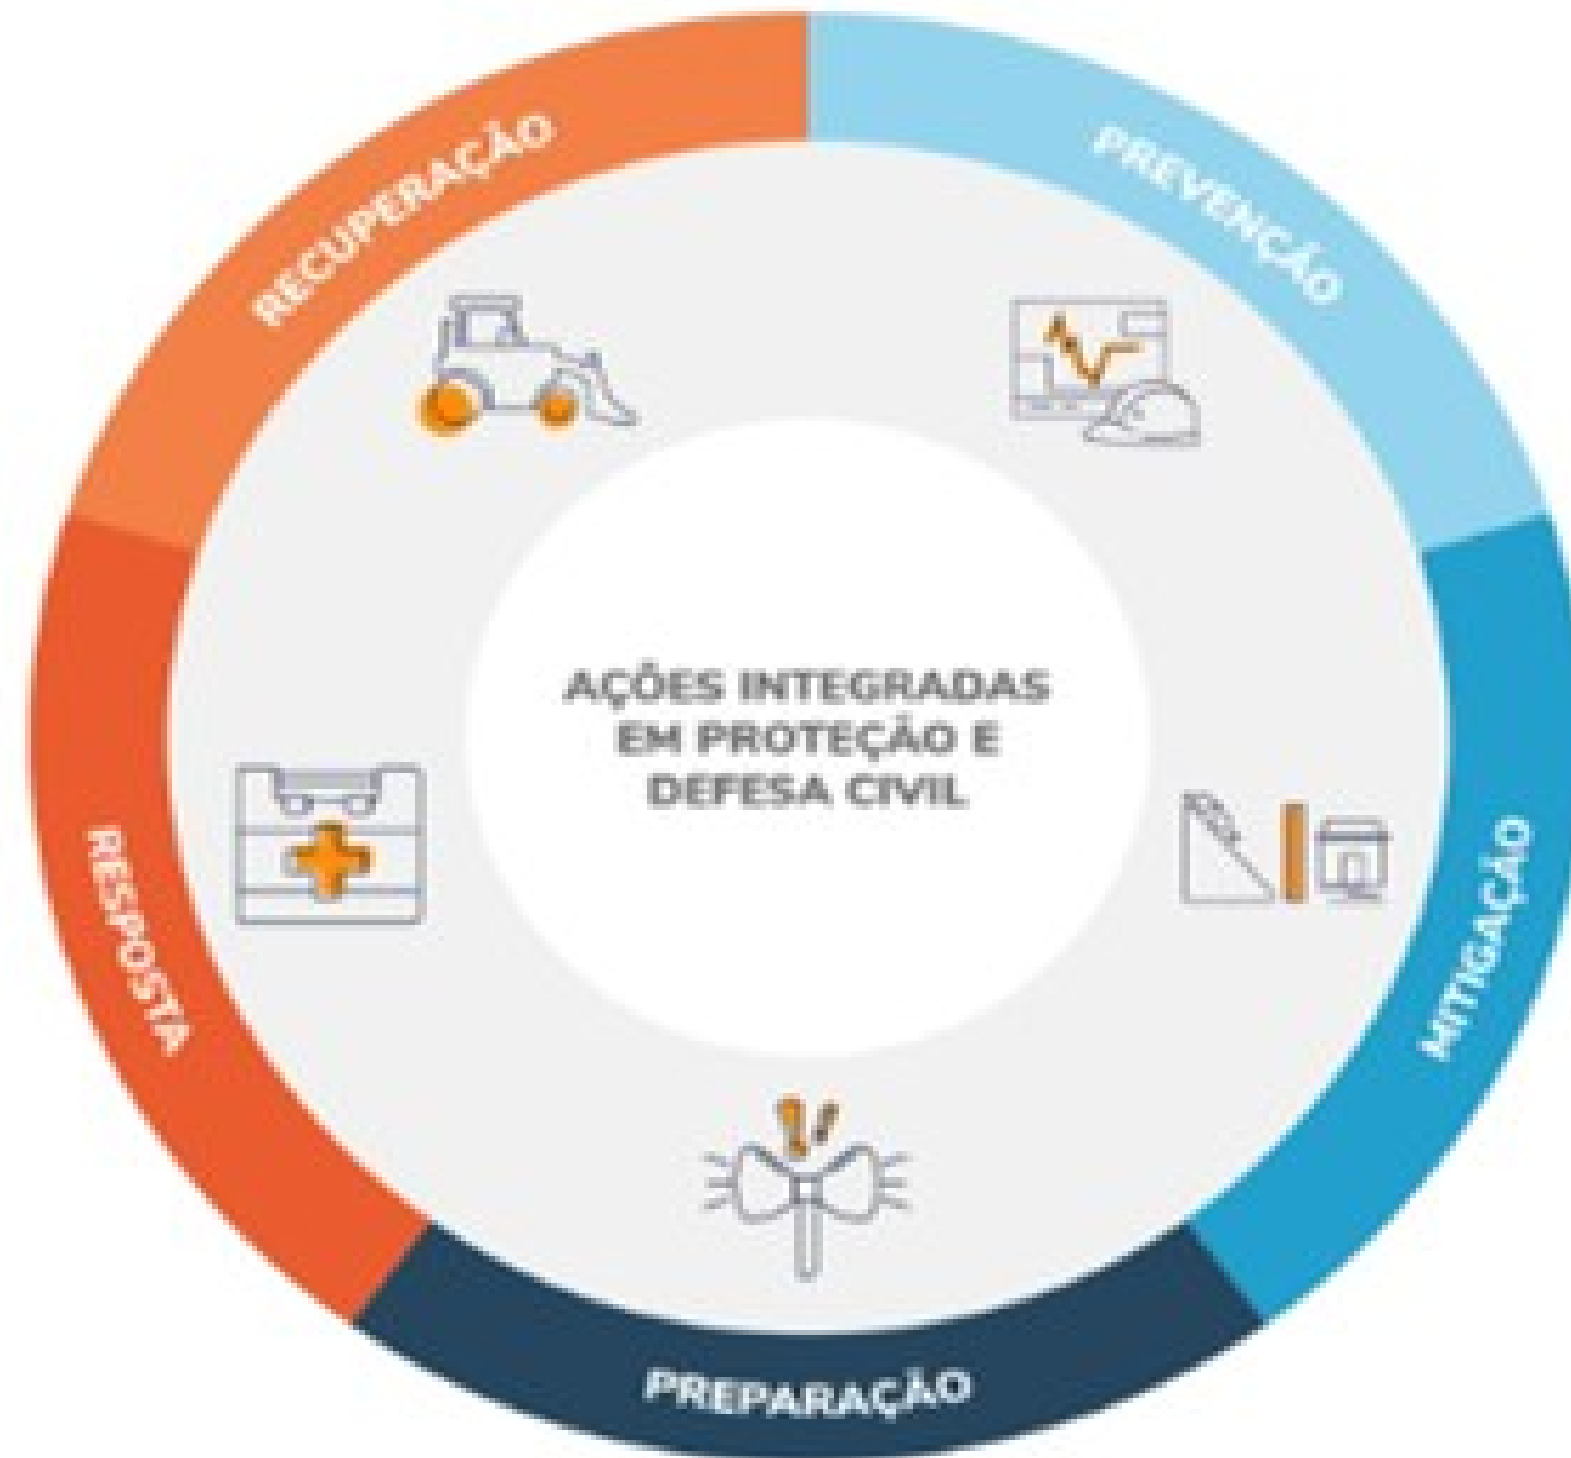 AÇÕES INTEGRADAS
EM PROTEÇÃO E
DEFESA CIVIL
PREVENÇÃO
MITIGAÇÃO
PREPARAÇÃO
RESPOSTA
RECUPERAÇÃO